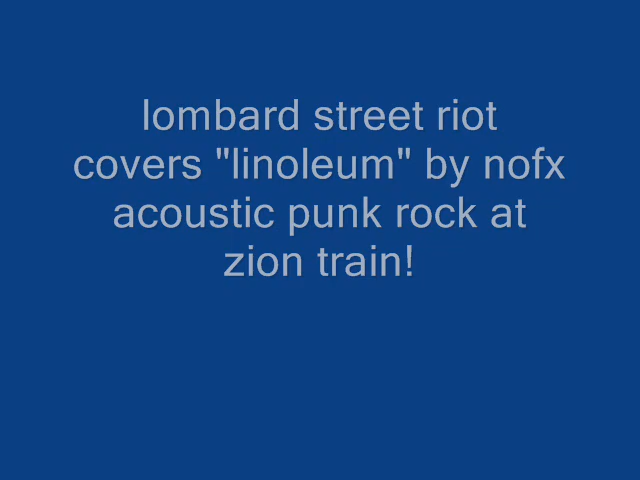 lombard street riot
covers "linoleum" by nofx
acoustic punk rock at
zion train!